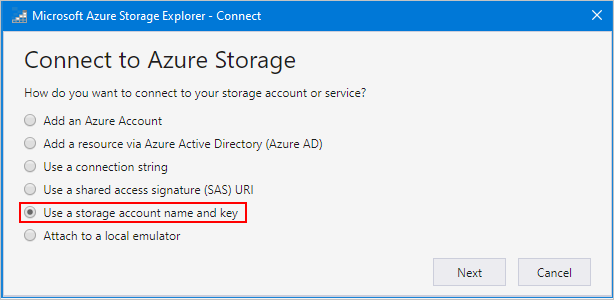 Microsoft Azure Storage Explorer - Connect
Connect to Azure Storage
How do you want to connect to your storage account or service?
Add an Azure Account
Add a resource via Azure Active Directory (Azure AD)
Use a connection string
Use a shared access signature (SAS) URI
Use a storage account name and key
Attach to a local emulator
Next Cancel